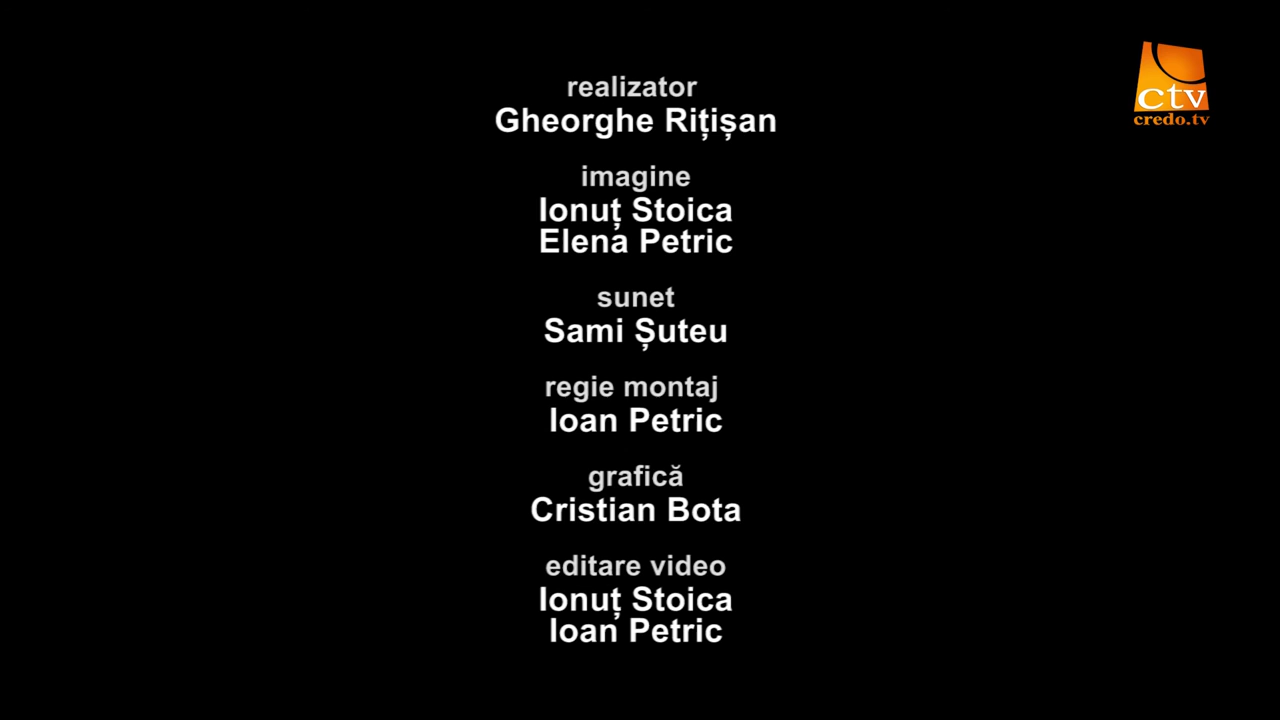 realizator
Gheorghe Rițișan
imagine
Ionuț Stoica
Elena Petric
sunet
Sami Șuteu
regie montaj
Ioan Petric
grafică
Cristian Bota
editare video
Ionuț Stoica
Ioan Petric
ctv
credo.tv